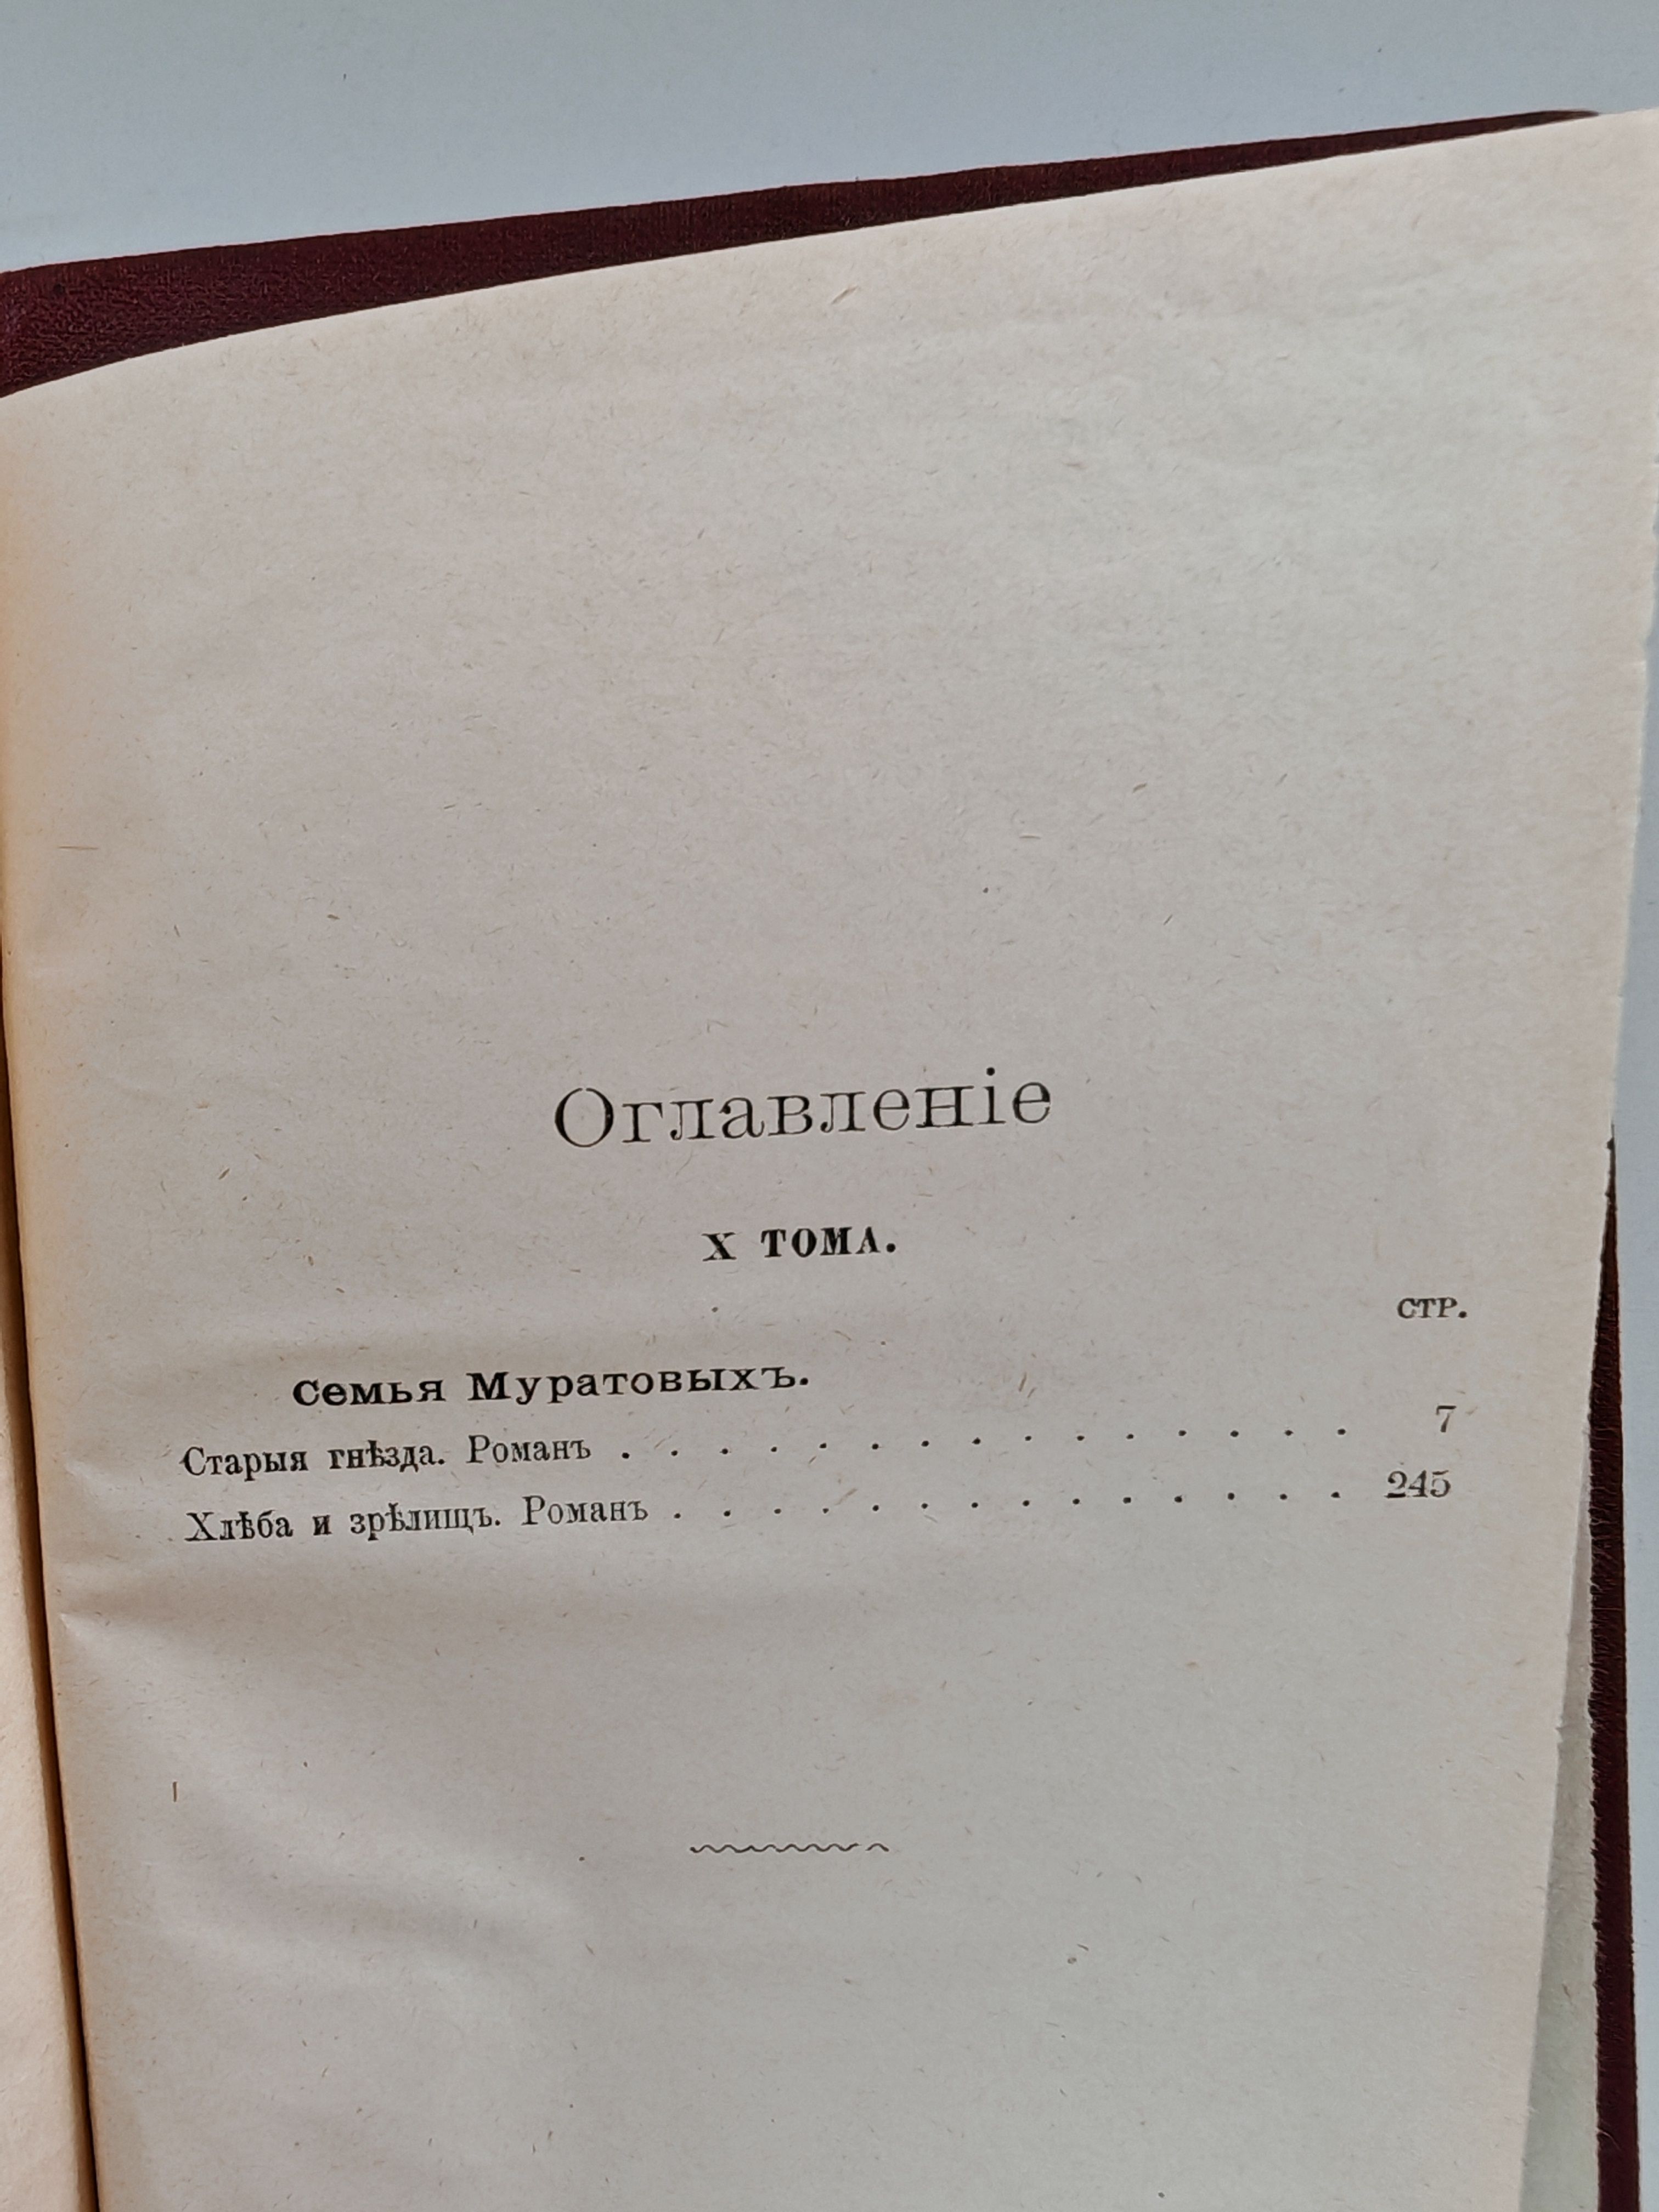 Оглавленіе
X ТОМА.
СТР.
Семья Муратовыхъ.
Старыя гнѣзда. Романъ . . . . . . . . . . . . . . . 7
Хлѣба и зрѣлищъ. Романъ . . . . . . . . . . . . . . 245